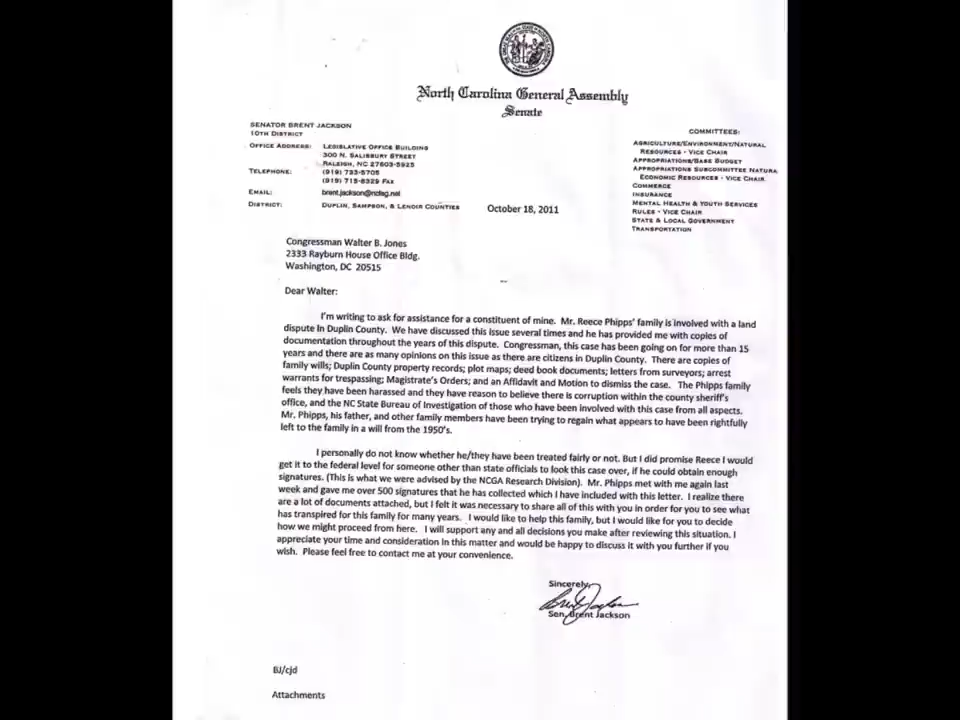 North Carolina General Assembly
Senate
SENATOR BRENT JACKSON
10TH DISTRICT
OFFICE ADDRESS: LEGISLATIVE OFFICE BUILDING
300 N. SALISBURY STREET
RALEIGH, NC 27603-5925
TELEPHONE: (919) 733-5705
(919) 715-8329 FAX
EMAIL: brent.jackson@ncleg.net
DISTRICT: DUPLIN, SAMPSON, & LENOIR COUNTIES
COMMITTEES:
AGRICULTURE/ENVIRONMENT/NATURAL
RESOURCES - VICE CHAIR
APPROPRIATIONS/BASE BUDGET
APPROPRIATIONS SUBCOMMITTEE NATURA
ECONOMIC RESOURCES - VICE CHAIR
COMMERCE
INSURANCE
MENTAL HEALTH & YOUTH SERVICES
RULES - VICE CHAIR
STATE & LOCAL GOVERNMENT
TRANSPORTATION
October 18, 2011
Congressman Walter B. Jones
2333 Rayburn House Office Bldg.
Washington, DC 20515
Dear Walter:
I'm writing to ask for assistance for a constituent of mine. Mr. Reece Phipps' family is involved with a land
dispute in Duplin County. We have discussed this issue several times and he has provided me with copies of
documentation throughout the years of this dispute. Congressman, this case has been going on for more than 15
years and there are as many opinions on this issue as there are citizens in Duplin County. There are copies of
family wills; Duplin County property records; plot maps; deed book documents; letters from surveyors; arrest
warrants for trespassing; Magistrate's Orders; and an Affidavit and Motion to dismiss the case. The Phipps family
feels they have been harassed and they have reason to believe there is corruption within the county sheriff's
office, and the NC State Bureau of Investigation of those who have been involved with this case from all aspects.
Mr. Phipps, his father, and other family members have been trying to regain what appears to have been rightfully
left to the family in a will from the 1950's.
I personally do not know whether he/they have been treated fairly or not. But I did promise Reece I would
get it to the federal level for someone other than state officials to look this case over, if he could obtain enough
signatures. (This is what we were advised by the NCGA Research Division). Mr. Phipps met with me again last
week and gave me over 500 signatures that he has collected which I have included with this letter. I realize there
are a lot of documents attached, but I felt it was necessary to share all of this with you in order for you to see what
has transpired for this family for many years. I would like to help this family, but I would like for you to decide
how we might proceed from here. I will support any and all decisions you make after reviewing this situation. I
appreciate your time and consideration in this matter and would be happy to discuss it with you further if you
wish. Please feel free to contact me at your convenience.
Sincerely,
Sen. Brent Jackson
BJ/cjd
Attachments